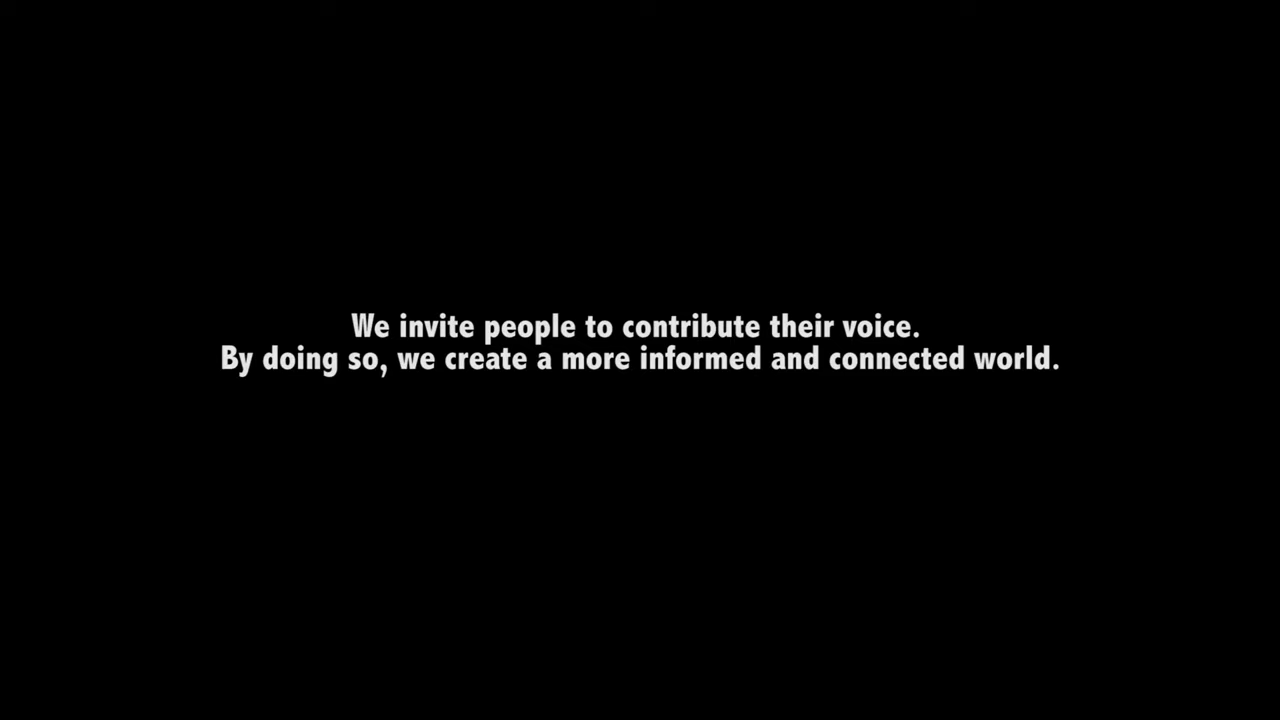 We invite people to contribute their voice.
By doing so, we create a more informed and connected world.